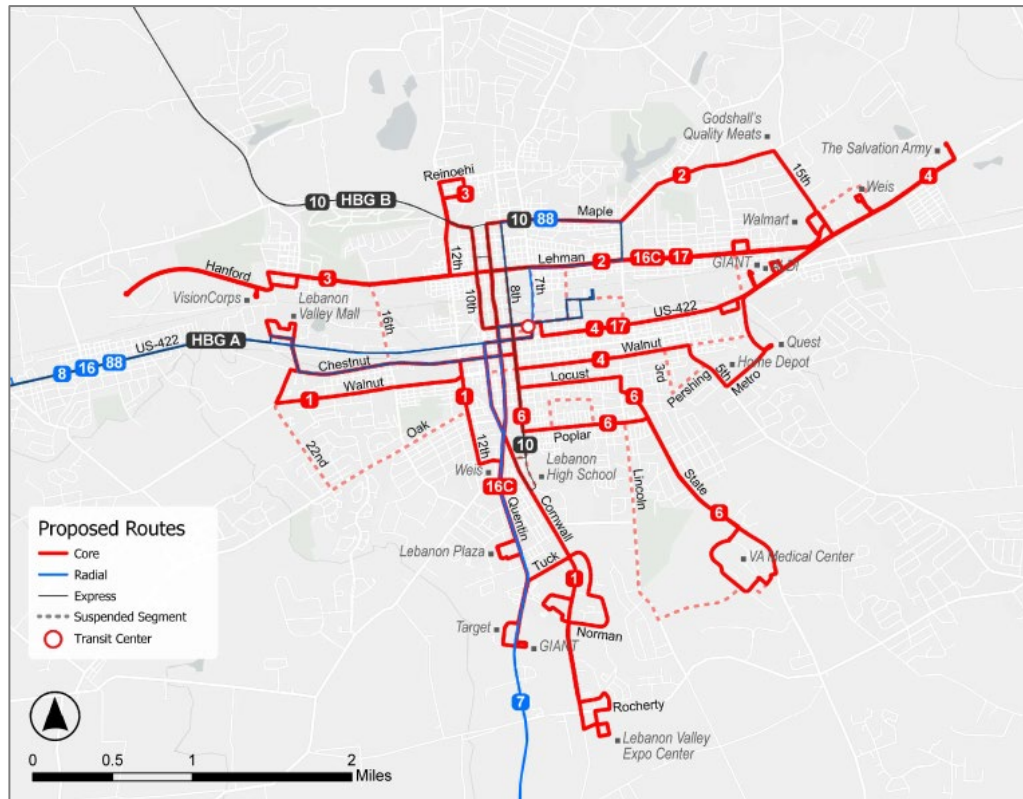 Godshall's
Quality Meats
The Salvation Army
15th
2
4
Weis
Reinoehl
3
10
HBG B
10
88
Maple
Walmart
12th
Lehman
2
16C
17
Hanford
3
GIANT
ALDI
VisionCorps
Lebanon
Valley Mall
10th
8th
7th
16th
US-422
4
17
US-422
HBG A
8
16
88
Chestnut
Walnut
4
Quest
Home Depot
3rd
5th
Pershing
Metro
Walnut
1
1
Locust
6
6
Poplar
6
10
Oak
22nd
12th
Weis
Lebanon
High School
Lincoln
State
6
16C
Quentin
Cornwall
Lebanon Plaza
Tuck
VA Medical Center
1
Target
Norman
GIANT
7
Rocherty
Lebanon Valley
Expo Center
Proposed Routes
Core
Radial
Express
Suspended Segment
Transit Center
0
0.5
1
2
Miles